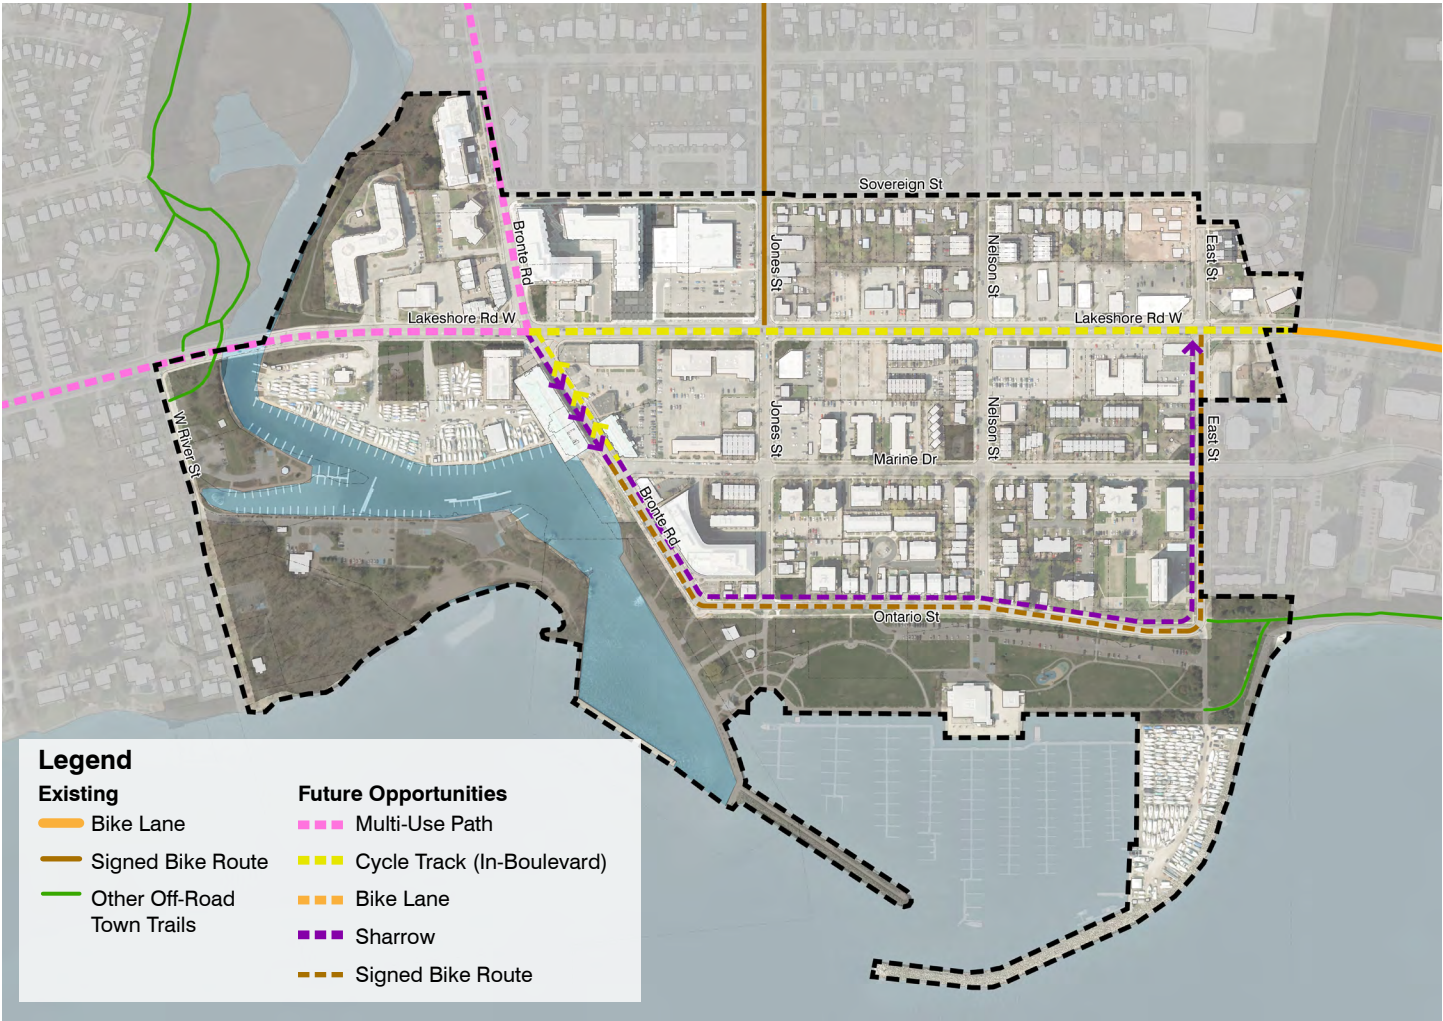 Sovereign St
Bronte Rd
Jones St
Nelson St
East St
Lakeshore Rd W
Lakeshore Rd W
W River St
Jones St
Nelson St
East St
Marine Dr
Bronte Rd
Ontario St
Legend
Existing
Bike Lane
Signed Bike Route
Other Off-Road
Town Trails
Future Opportunities
Multi-Use Path
Cycle Track (In-Boulevard)
Bike Lane
Sharrow
Signed Bike Route